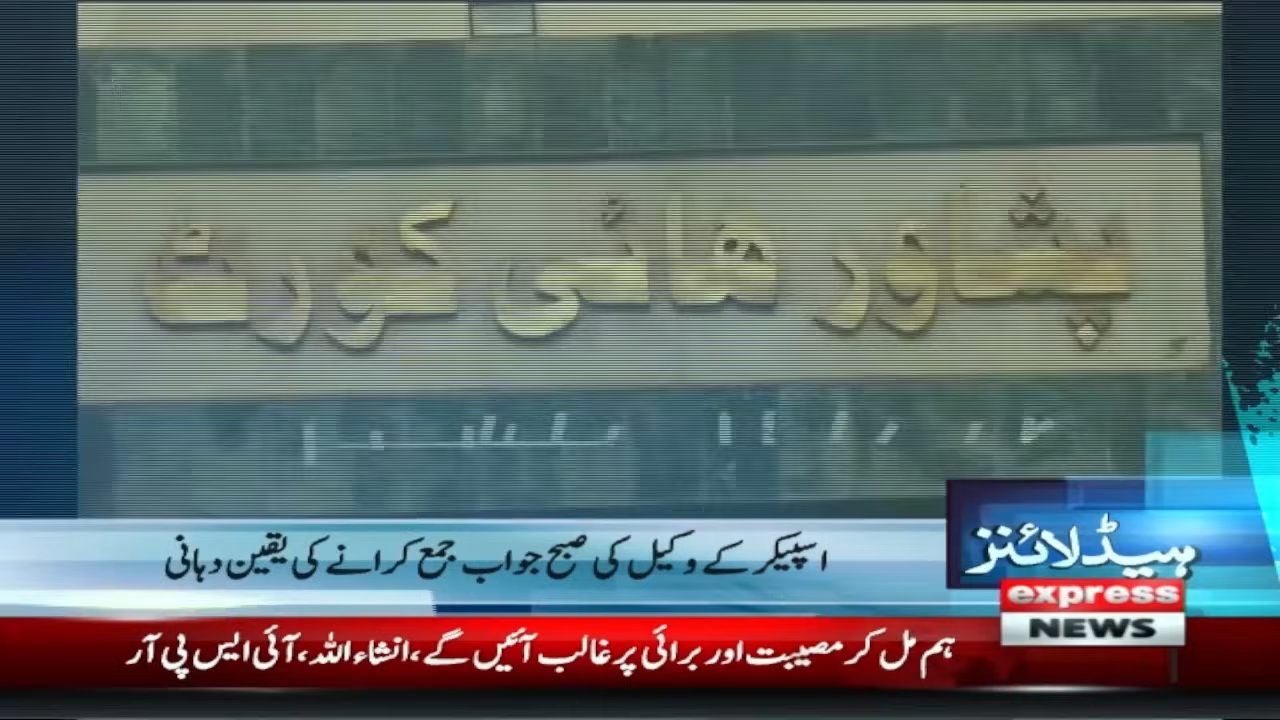 پشاور ھائی کورٹ
اسپیکر کے وکیل کی صبح جواب جمع کرانے کی یقین دہانی
ہیڈلائنز
express
NEWS
ہم مل کر مصیبت اور برائی پر غالب آئیں گے، انشاء اللہ، آئی ایس پی آر